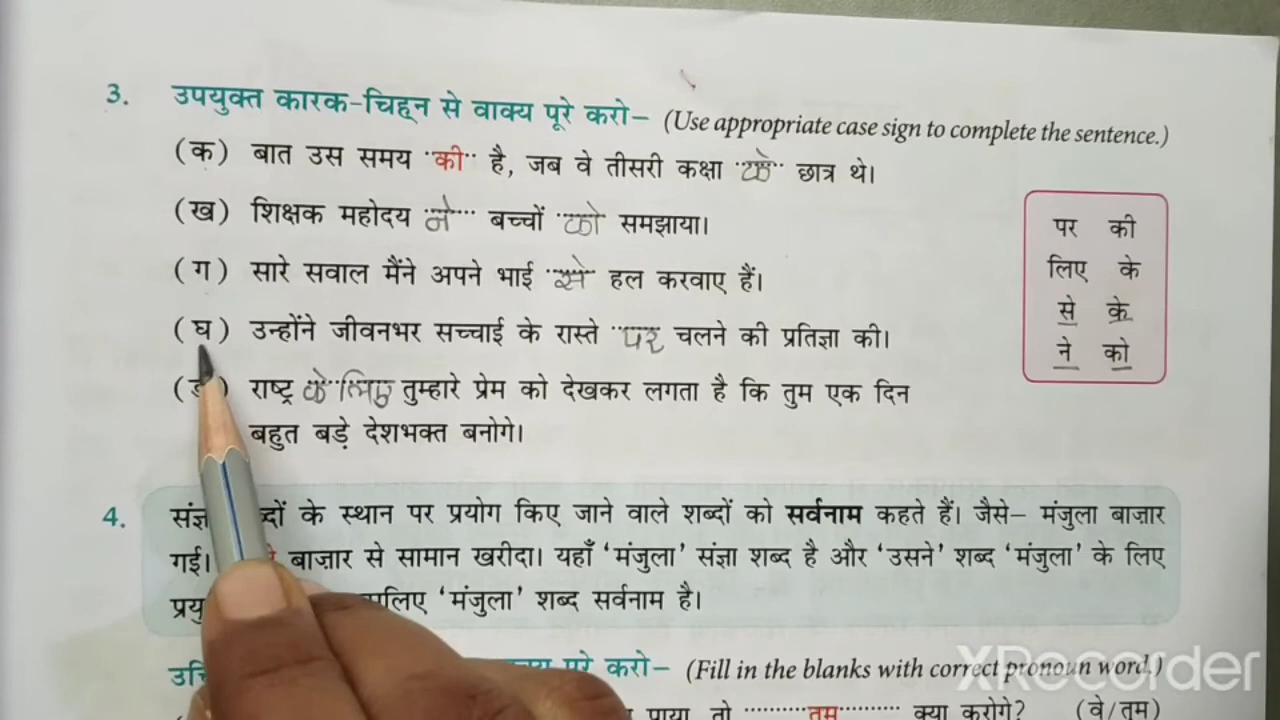 3. उपयुक्त कारक-चिह्न से वाक्य पूरे करो- (Use appropriate case sign to complete the sentence.)
(क) बात उस समय की है, जब वे तीसरी कक्षा के छात्र थे।
(ख) शिक्षक महोदय ने बच्चों को समझाया।
(ग) सारे सवाल मैंने अपने भाई से हल करवाए हैं।
(घ) उन्होंने जीवनभर सच्चाई के रास्ते पर चलने की प्रतिज्ञा की।
राष्ट्र के लिए तुम्हारे प्रेम को देखकर लगता है कि तुम एक दिन
बहुत बड़े देशभक्त बनोगे।
पर की
लिए के
से के
ने को
4. के स्थान पर प्रयोग किए जाने वाले शब्दों को सर्वनाम कहते हैं। जैसे- मंजुला बाज़ार
गई। बाज़ार से सामान खरीदा। यहाँ 'मंजुला' संज्ञा शब्द है और 'उसने' शब्द 'मंजुला' के लिए
'मंजुला' शब्द सर्वनाम है।
पूरे करो- (Fill in the blanks with correct pronoun word.)
पाया, तो तुम क्या करोगे? (वे/तुम)
XRecorder